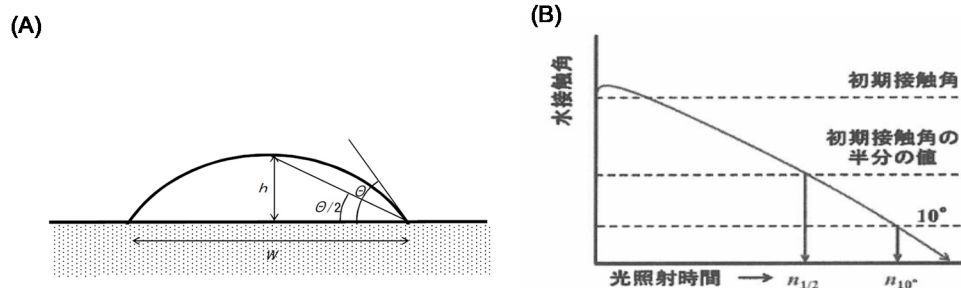 (A)
h
Θ/2
Θ
W
(B)
水接触角
初期接触角
初期接触角の
半分の値
10°
光照射時間
n1/2
n10°